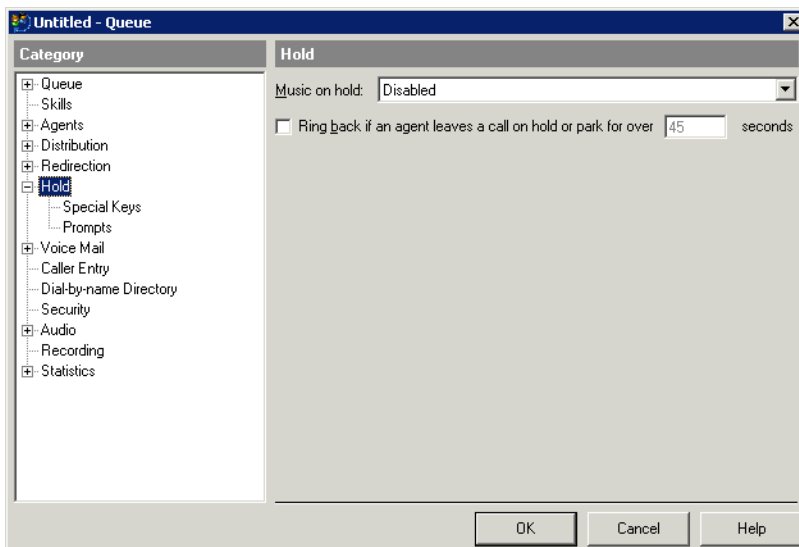 Untitled - Queue
Category
Queue
Skills
Agents
Distribution
Redirection
Hold
Special Keys
Prompts
Voice Mail
Caller Entry
Dial-by-name Directory
Security
Audio
Recording
Statistics
Hold
Music on hold: Disabled
Ring back if an agent leaves a call on hold or park for over 45 seconds
OK Cancel Help